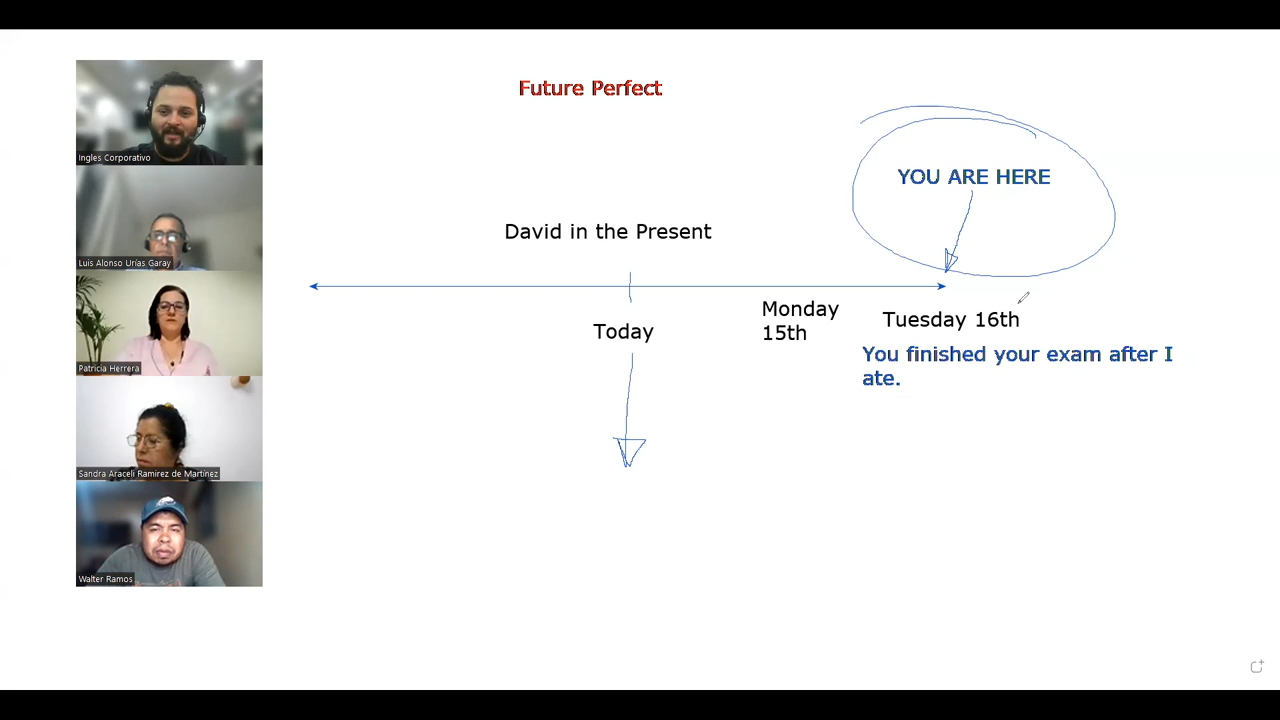 Future Perfect
Ingles Corporativo
YOU ARE HERE
David in the Present
Luis Alonso Urías Garay
Monday
15th
Tuesday 16th
Today
You finished your exam after I
ate.
Patricia Herrera
Sandra Araceli Ramirez de Martínez
Walter Ramos